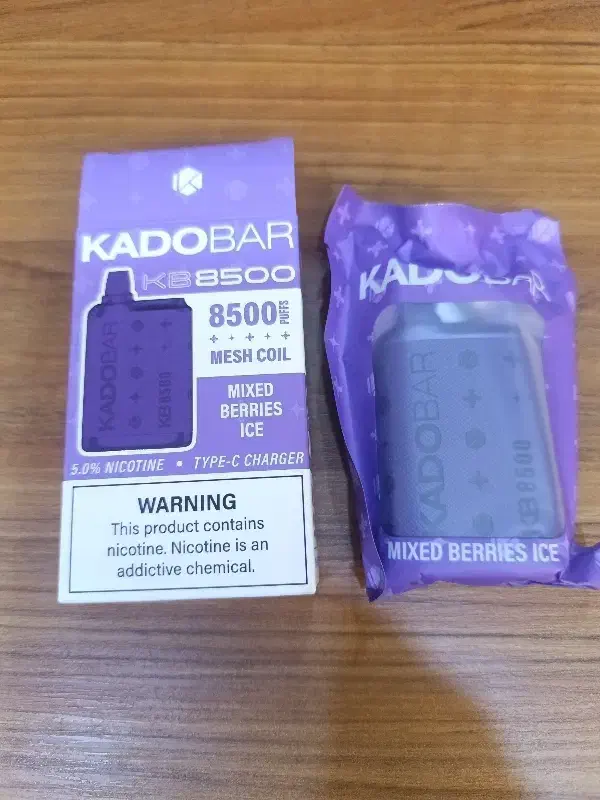 KADOBAR
KB8500
8500 PUFFS
MESH COIL
MIXED
BERRIES
ICE
KADOBAR
KB8500
5.0% NICOTINE ▪ TYPE-C CHARGER
WARNING
This product contains
nicotine. Nicotine is an
addictive chemical.
KADOBAR
KADOBAR
KB8500
MIXED BERRIES ICE